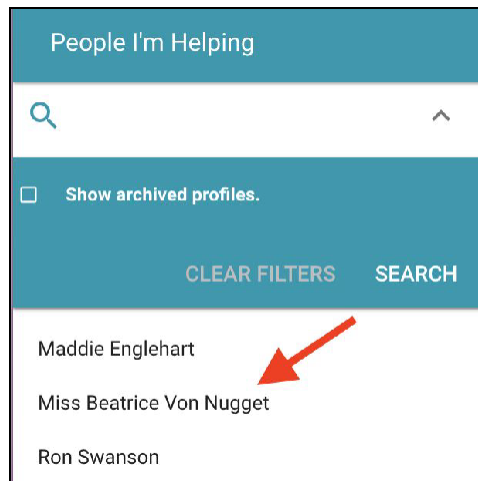 People I'm Helping
Show archived profiles.
CLEAR FILTERS SEARCH
Maddie Englehart
Miss Beatrice Von Nugget
Ron Swanson